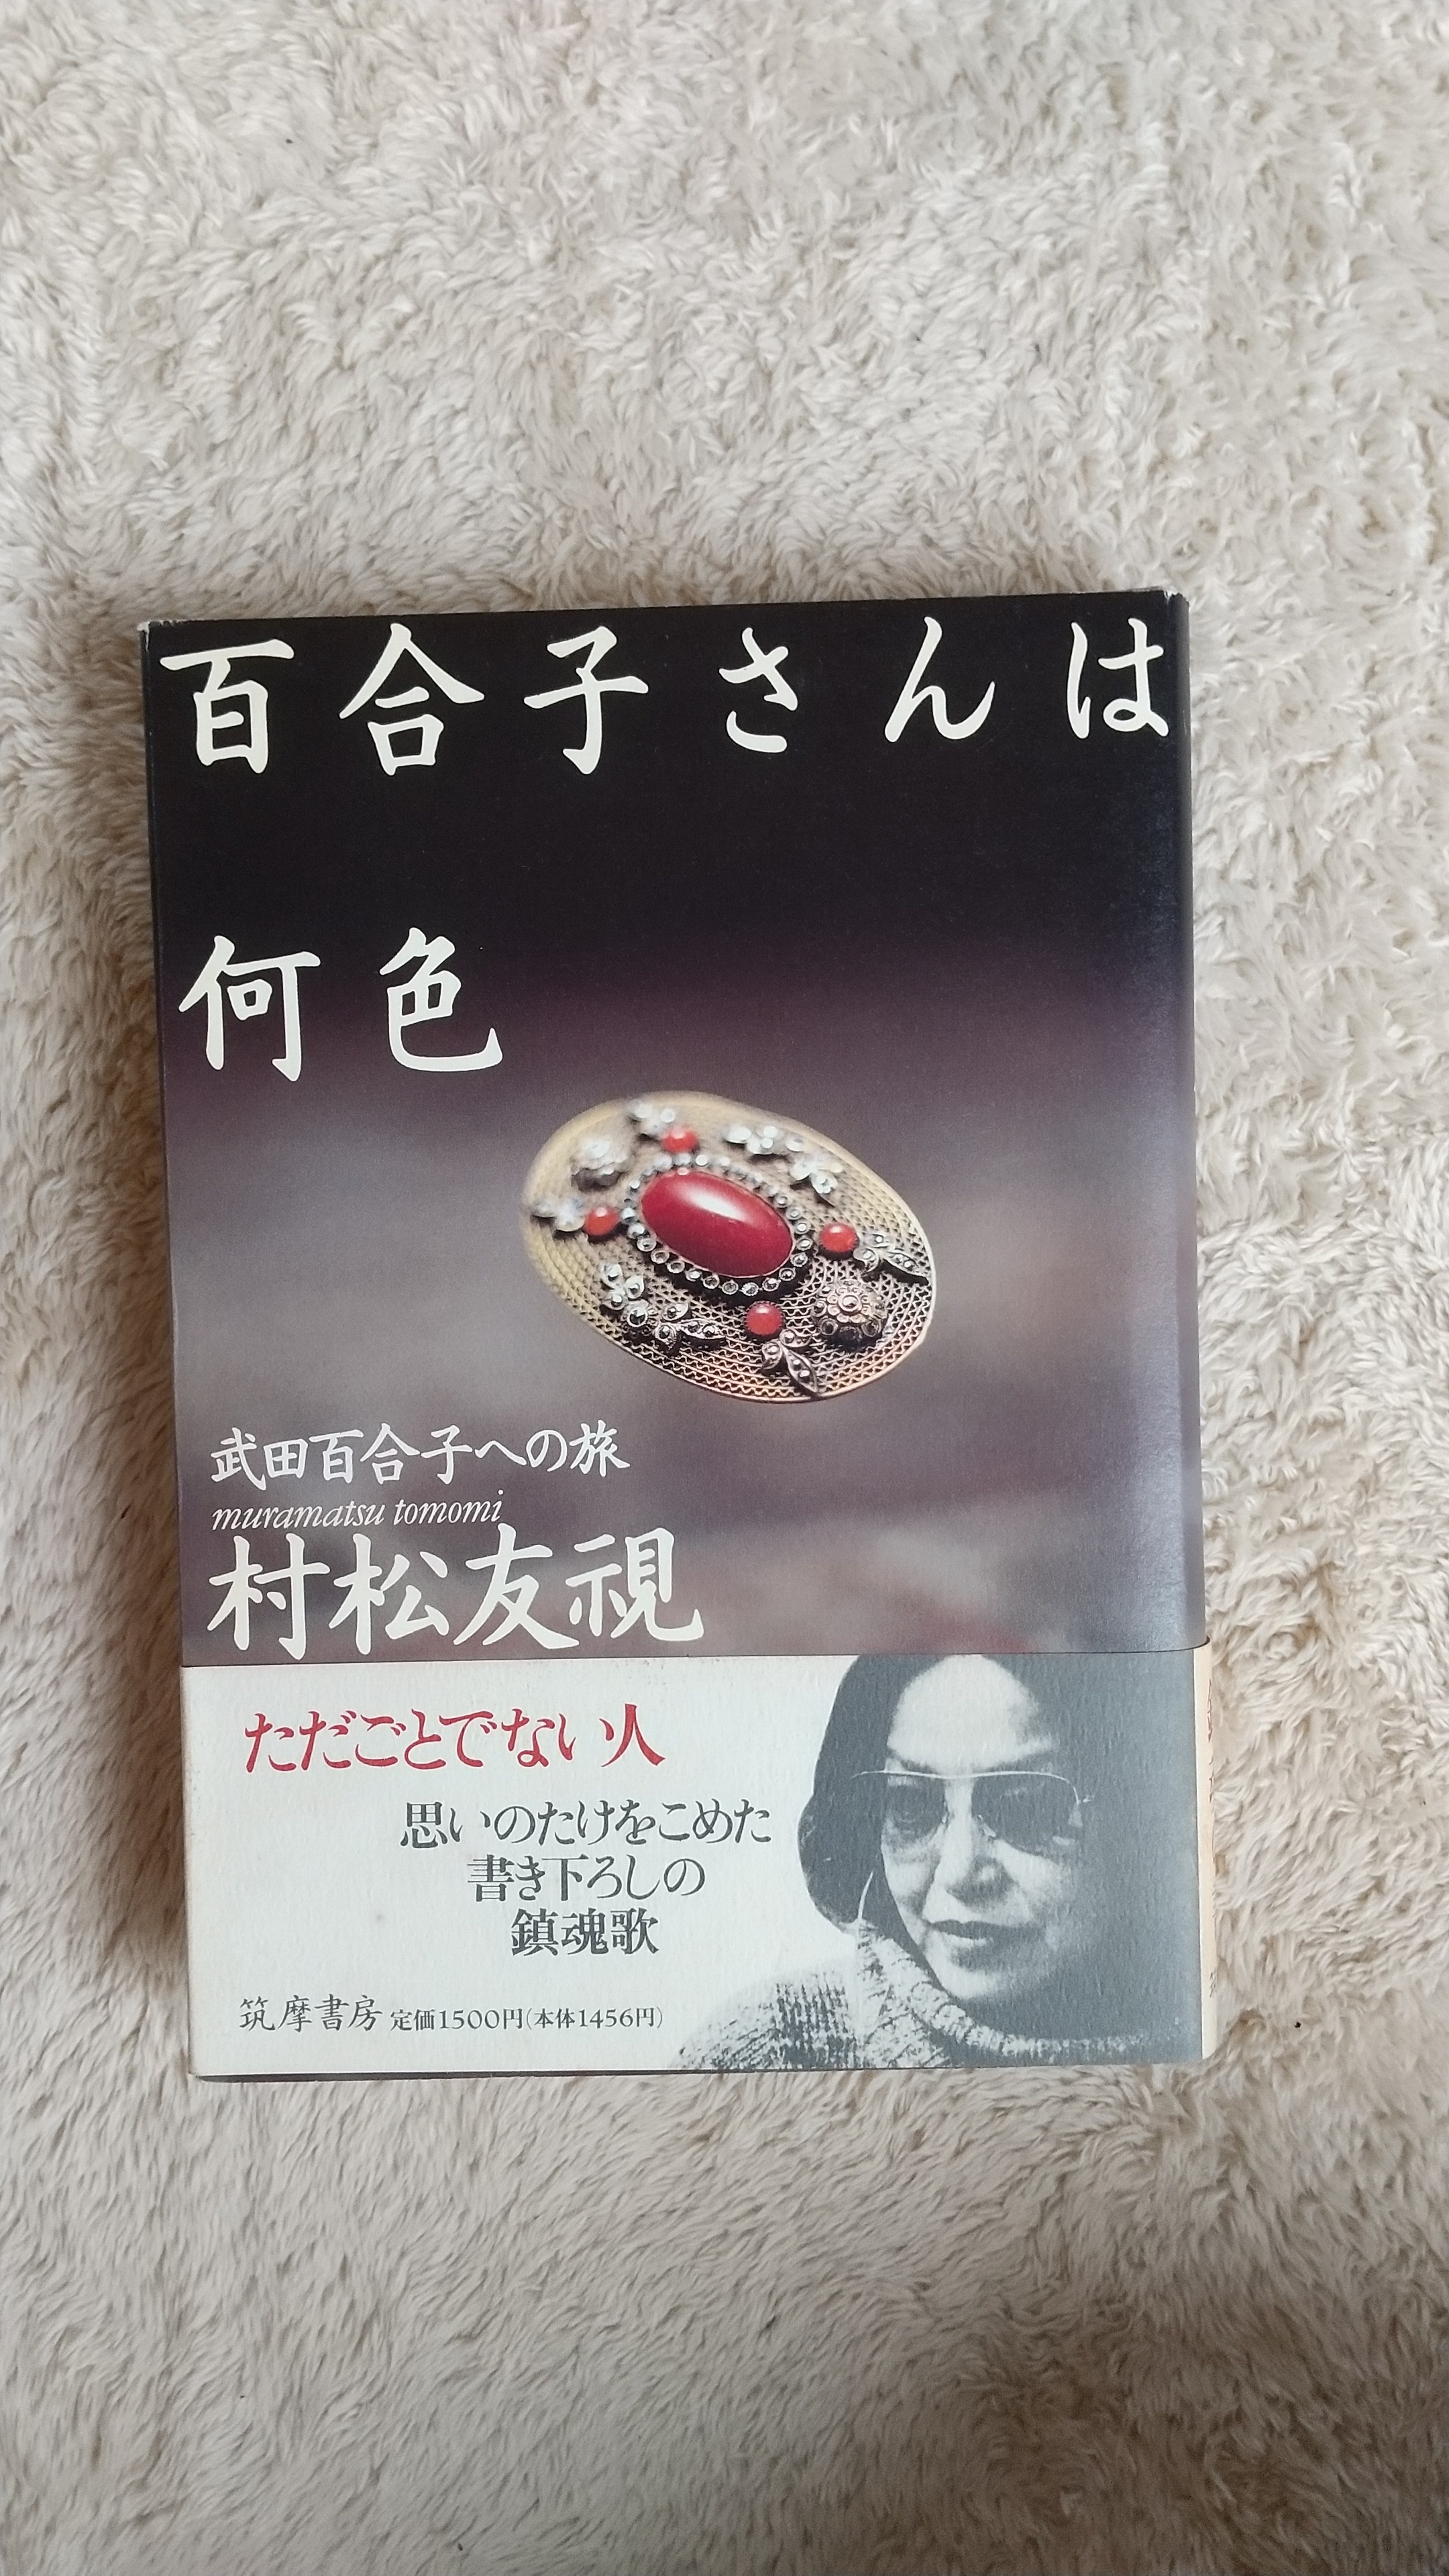 百合子さんは
何色
武田百合子への旅
muramatsu tomomi
村松友視
ただごとでない人
思いのたけをこめた
書き下ろしの
鎮魂歌
筑摩書房 定価1500円(本体1456円)